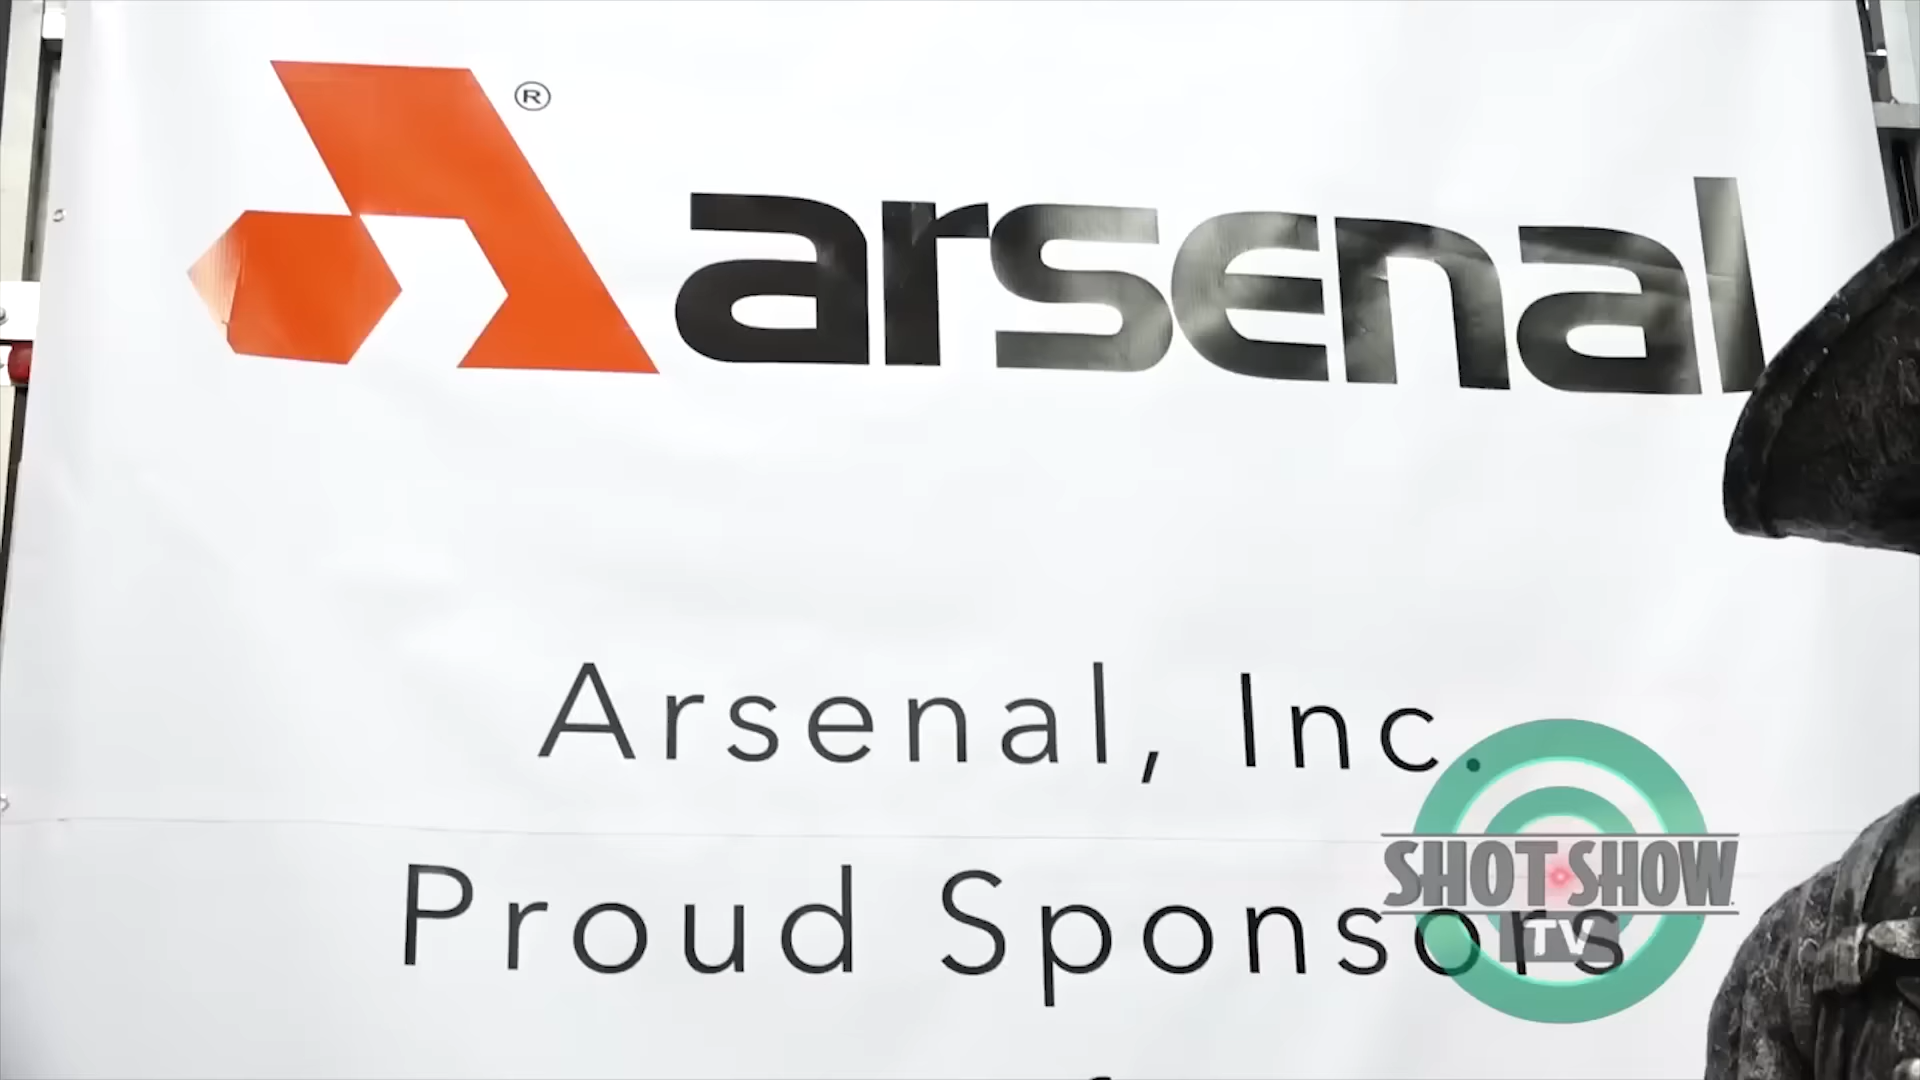 ®
arsenal
Arsenal, Inc.
Proud Sponsors
SHOT SHOW
TV